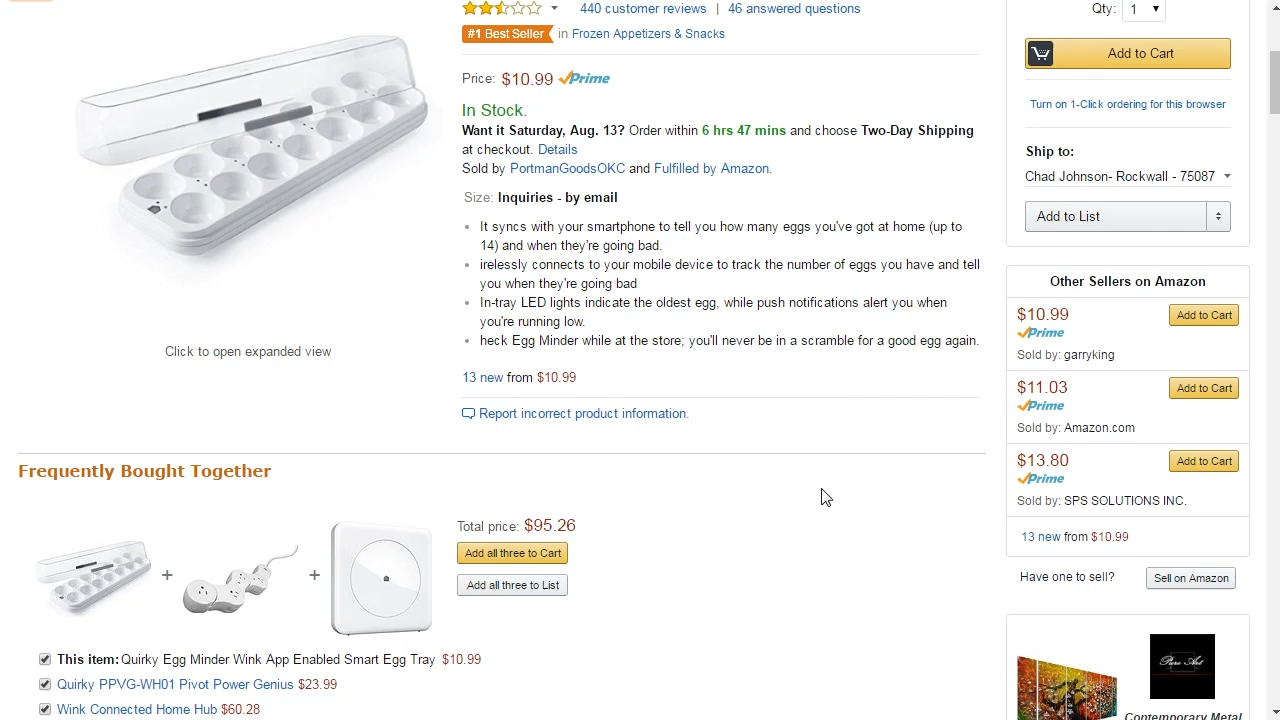 440 customer reviews | 46 answered questions
#1 Best Seller in Frozen Appetizers & Snacks
Price: $10.99 Prime
In Stock.
Want it Saturday, Aug. 13? Order within 6 hrs 47 mins and choose Two-Day Shipping
at checkout. Details
Sold by PortmanGoodsOKC and Fulfilled by Amazon.
Size: Inquiries - by email
It syncs with your smartphone to tell you how many eggs you've got at home (up to
14) and when they're going bad.
irelessly connects to your mobile device to track the number of eggs you have and tell
you when they're going bad
In-tray LED lights indicate the oldest egg, while push notifications alert you when
you're running low.
heck Egg Minder while at the store; you'll never be in a scramble for a good egg again.
13 new from $10.99
Report incorrect product information.
Click to open expanded view
Qty: 1
Add to Cart
Turn on 1-Click ordering for this browser
Ship to:
Chad Johnson- Rockwall - 75087
Add to List
Other Sellers on Amazon
$10.99 Add to Cart
Prime
Sold by: garryking
$11.03 Add to Cart
Prime
Sold by: Amazon.com
$13.80 Add to Cart
Prime
Sold by: SPS SOLUTIONS INC.
13 new from $10.99
Have one to sell? Sell on Amazon
Frequently Bought Together
+ +
Total price: $95.26
Add all three to Cart
Add all three to List
This item: Quirky Egg Minder Wink App Enabled Smart Egg Tray $10.99
Quirky PPVG-WH01 Pivot Power Genius $23.99
Wink Connected Home Hub $60.28
Pure Art
Contemporary Metal